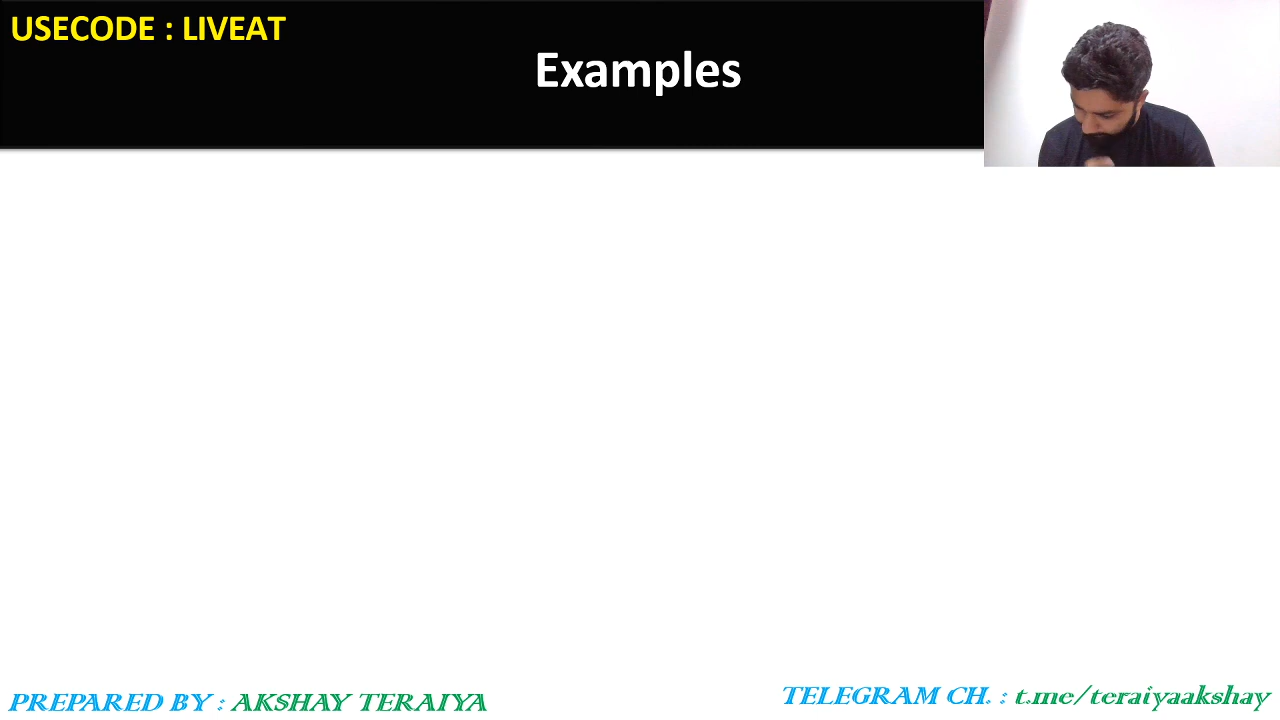 USECODE : LIVEAT
Examples
PREPARED BY : AKSHAY TERAIYA
TELEGRAM CH. : t.me/teraiyaakshay